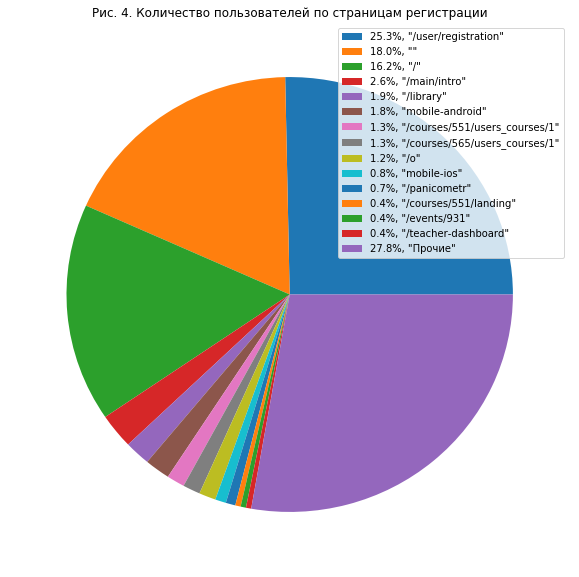 Рис. 4. Количество пользователей по страницам регистрации
25.3%, "/user/registration"
18.0%, ""
16.2%, "/"
2.6%, "/main/intro"
1.9%, "/library"
1.8%, "mobile-android"
1.3%, "/courses/551/users_courses/1"
1.3%, "/courses/565/users_courses/1"
1.2%, "/o"
0.8%, "mobile-ios"
0.7%, "/panicometr"
0.4%, "/courses/551/landing"
0.4%, "/events/931"
0.4%, "/teacher-dashboard"
27.8%, "Прочие"